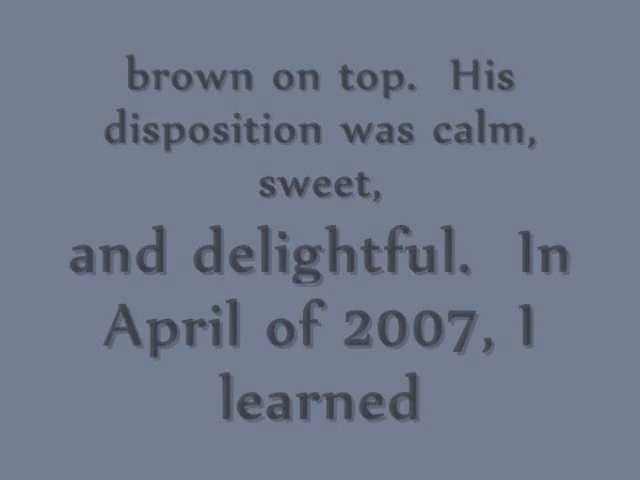 brown on top. His
disposition was calm,
sweet,
and delightful. In
April of 2007, I
learned